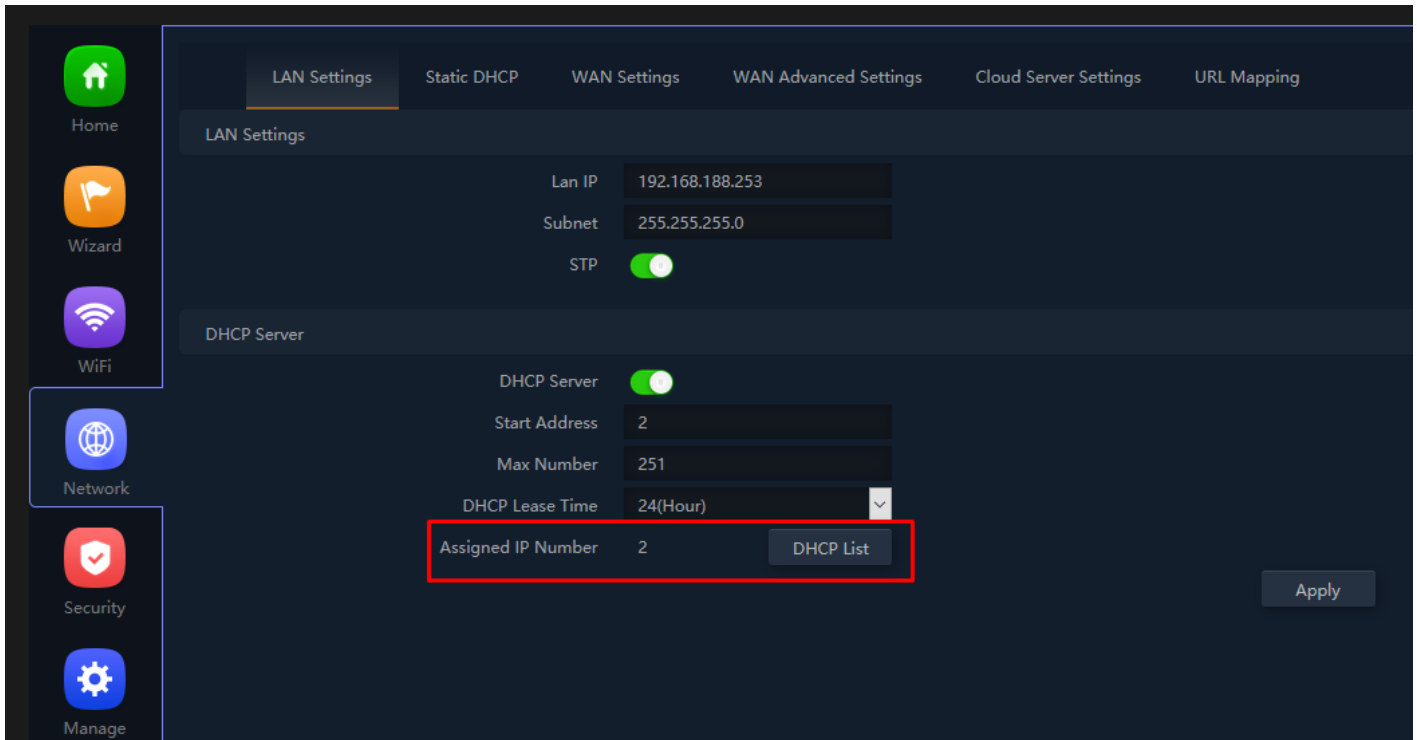 LAN Settings Static DHCP WAN Settings WAN Advanced Settings Cloud Server Settings URL Mapping
Home
LAN Settings
Lan IP 192.168.188.253
Subnet 255.255.255.0
Wizard
STP
DHCP Server
WiFi
DHCP Server
Start Address 2
Max Number 251
Network
DHCP Lease Time 24(Hour)
Assigned IP Number 2 DHCP List
Apply
Security
Manage